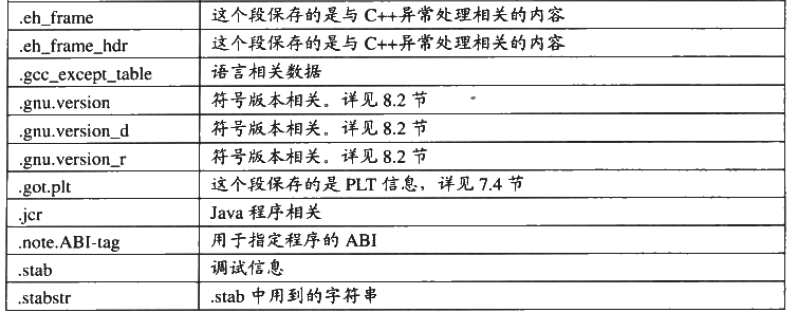 .eh_frame 这个段保存的是与 C++异常处理相关的内容
.eh_frame_hdr 这个段保存的是与 C++异常处理相关的内容
.gcc_except_table 语言相关数据
.gnu.version 符号版本相关。详见 8.2 节
.gnu.version_d 符号版本相关。详见 8.2 节
.gnu.version_r 符号版本相关。详见 8.2 节
.got.plt 这个段保存的是 PLT 信息，详见 7.4 节
.jcr Java 程序相关
.note.ABI-tag 用于指定程序的 ABI
.stab 调试信息
.stabstr .stab 中用到的字符串